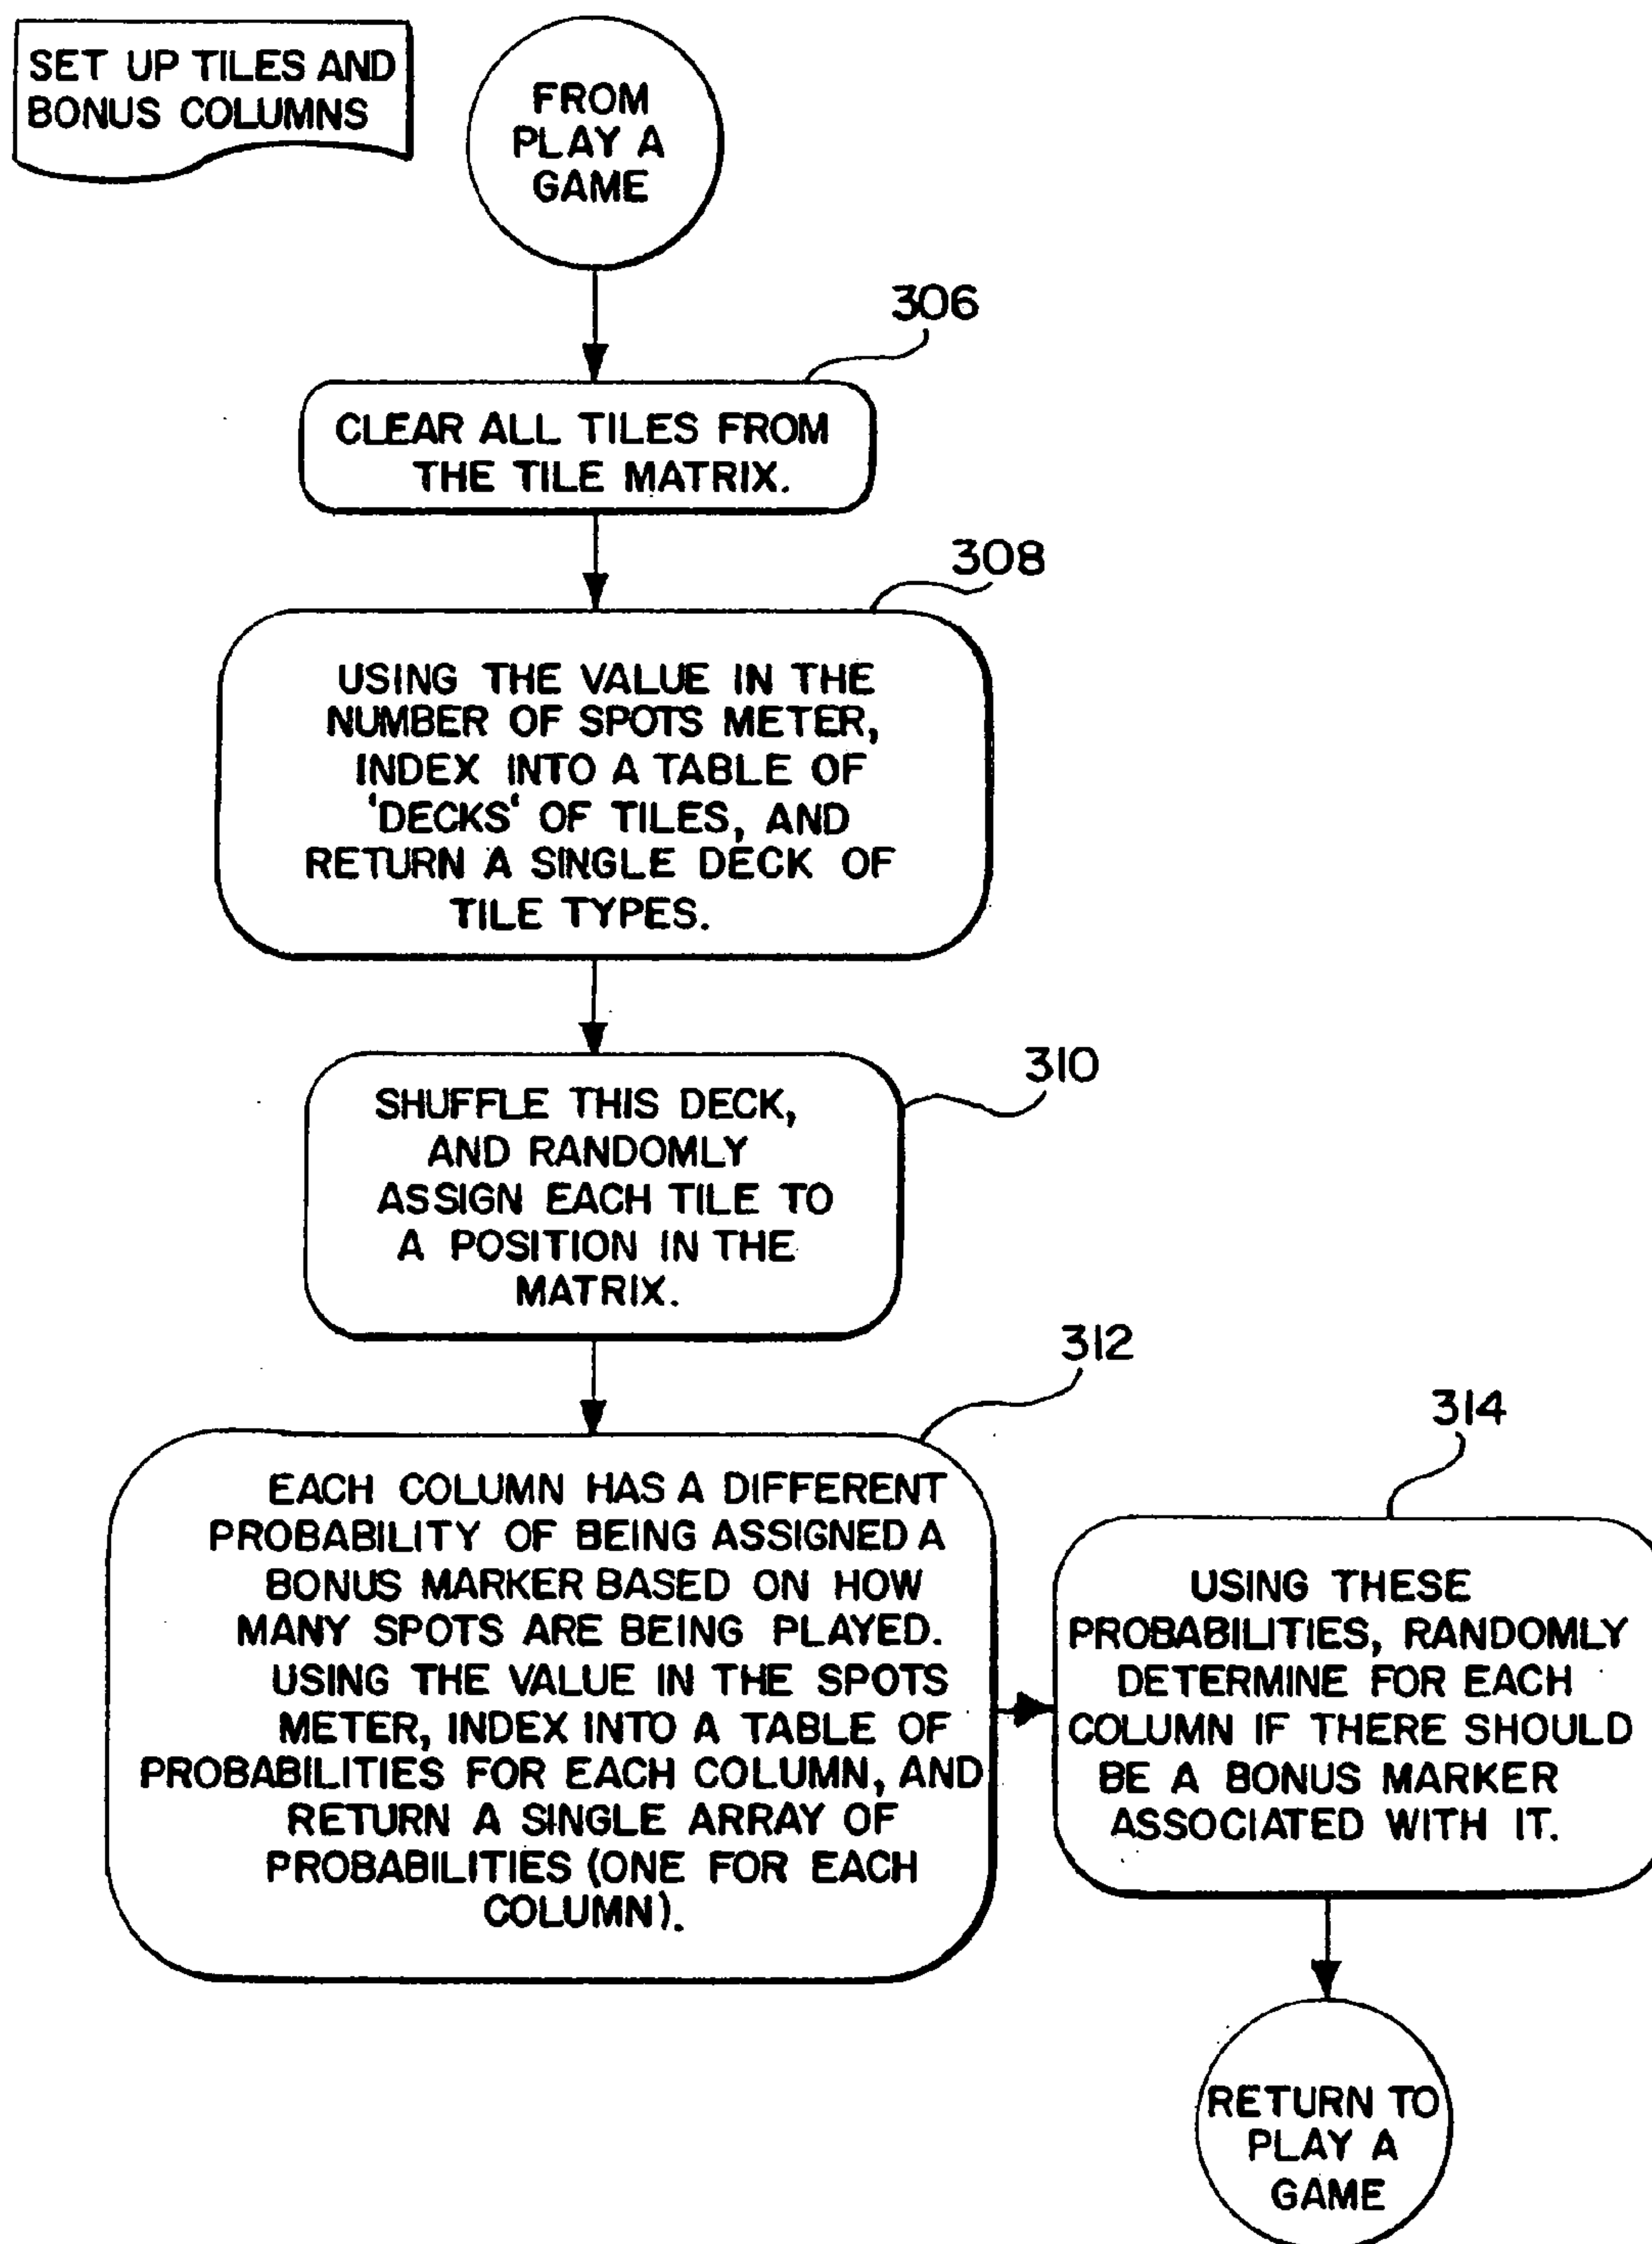 SET UP TILES AND
BONUS COLUMNS
FROM
PLAY A
GAME
306
CLEAR ALL TILES FROM
THE TILE MATRIX.
308
USING THE VALUE IN THE
NUMBER OF SPOTS METER,
INDEX INTO A TABLE OF
'DECKS' OF TILES, AND
RETURN A SINGLE DECK OF
TILE TYPES.
310
SHUFFLE THIS DECK,
AND RANDOMLY
ASSIGN EACH TILE TO
A POSITION IN THE
MATRIX.
312
EACH COLUMN HAS A DIFFERENT
PROBABILITY OF BEING ASSIGNED A
BONUS MARKER BASED ON HOW
MANY SPOTS ARE BEING PLAYED.
USING THE VALUE IN THE SPOTS
METER, INDEX INTO A TABLE OF
PROBABILITIES FOR EACH COLUMN, AND
RETURN A SINGLE ARRAY OF
PROBABILITIES (ONE FOR EACH
COLUMN).
314
USING THESE
PROBABILITIES, RANDOMLY
DETERMINE FOR EACH
COLUMN IF THERE SHOULD
BE A BONUS MARKER
ASSOCIATED WITH IT.
RETURN TO
PLAY A
GAME